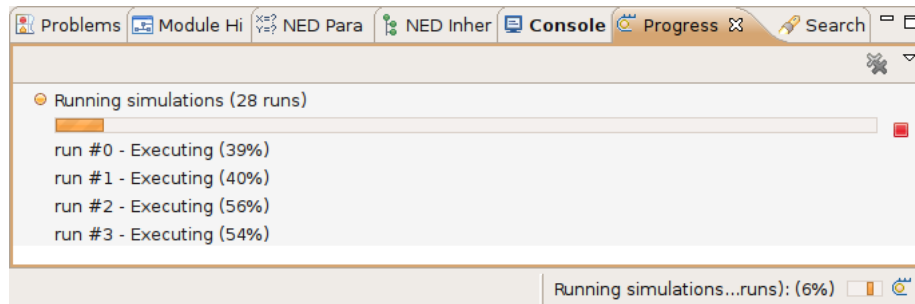 Problems Module Hi NED Para NED Inher Console Progress Search
Running simulations (28 runs)
run #0 - Executing (39%)
run #1 - Executing (40%)
run #2 - Executing (56%)
run #3 - Executing (54%)
Running simulations...runs): (6%)